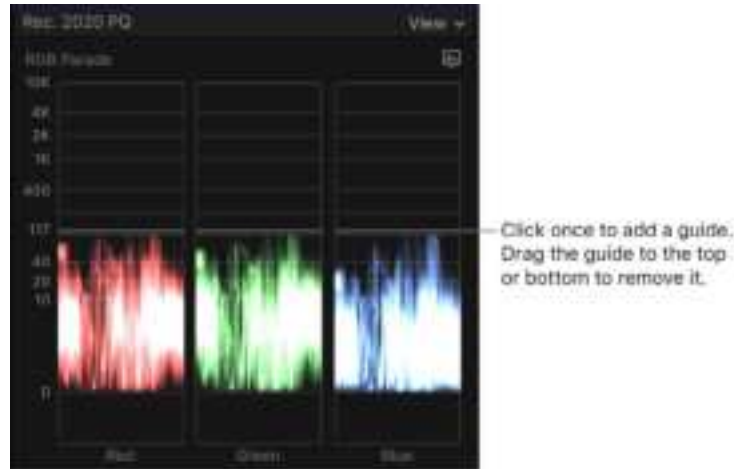 Rec. 2020 PQ
View
RGB Parade
10K
4K
2K
1K
400
Click once to add a guide.
Drag the guide to the top
or bottom to remove it.
40
20
10
0
Red
Green
Blue